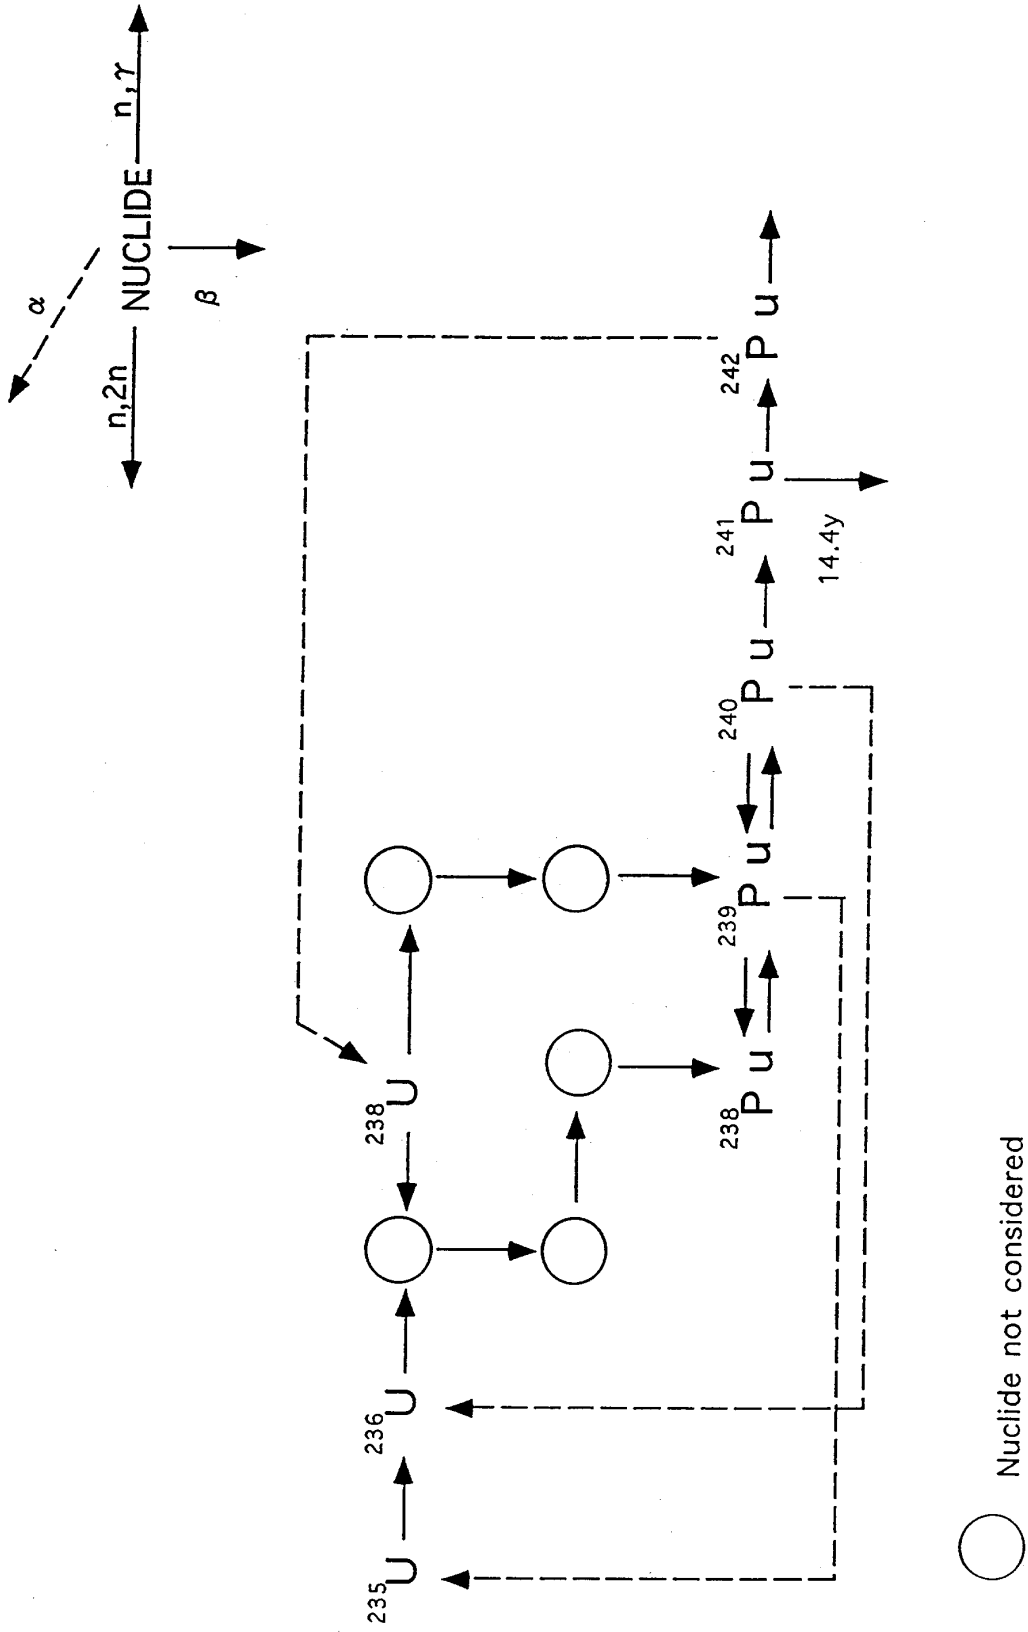 α
n,2n NUCLIDE n,γ
β
235U 236U 238U
238Pu 239Pu 240Pu 241Pu 242Pu
14.4y
Nuclide not considered